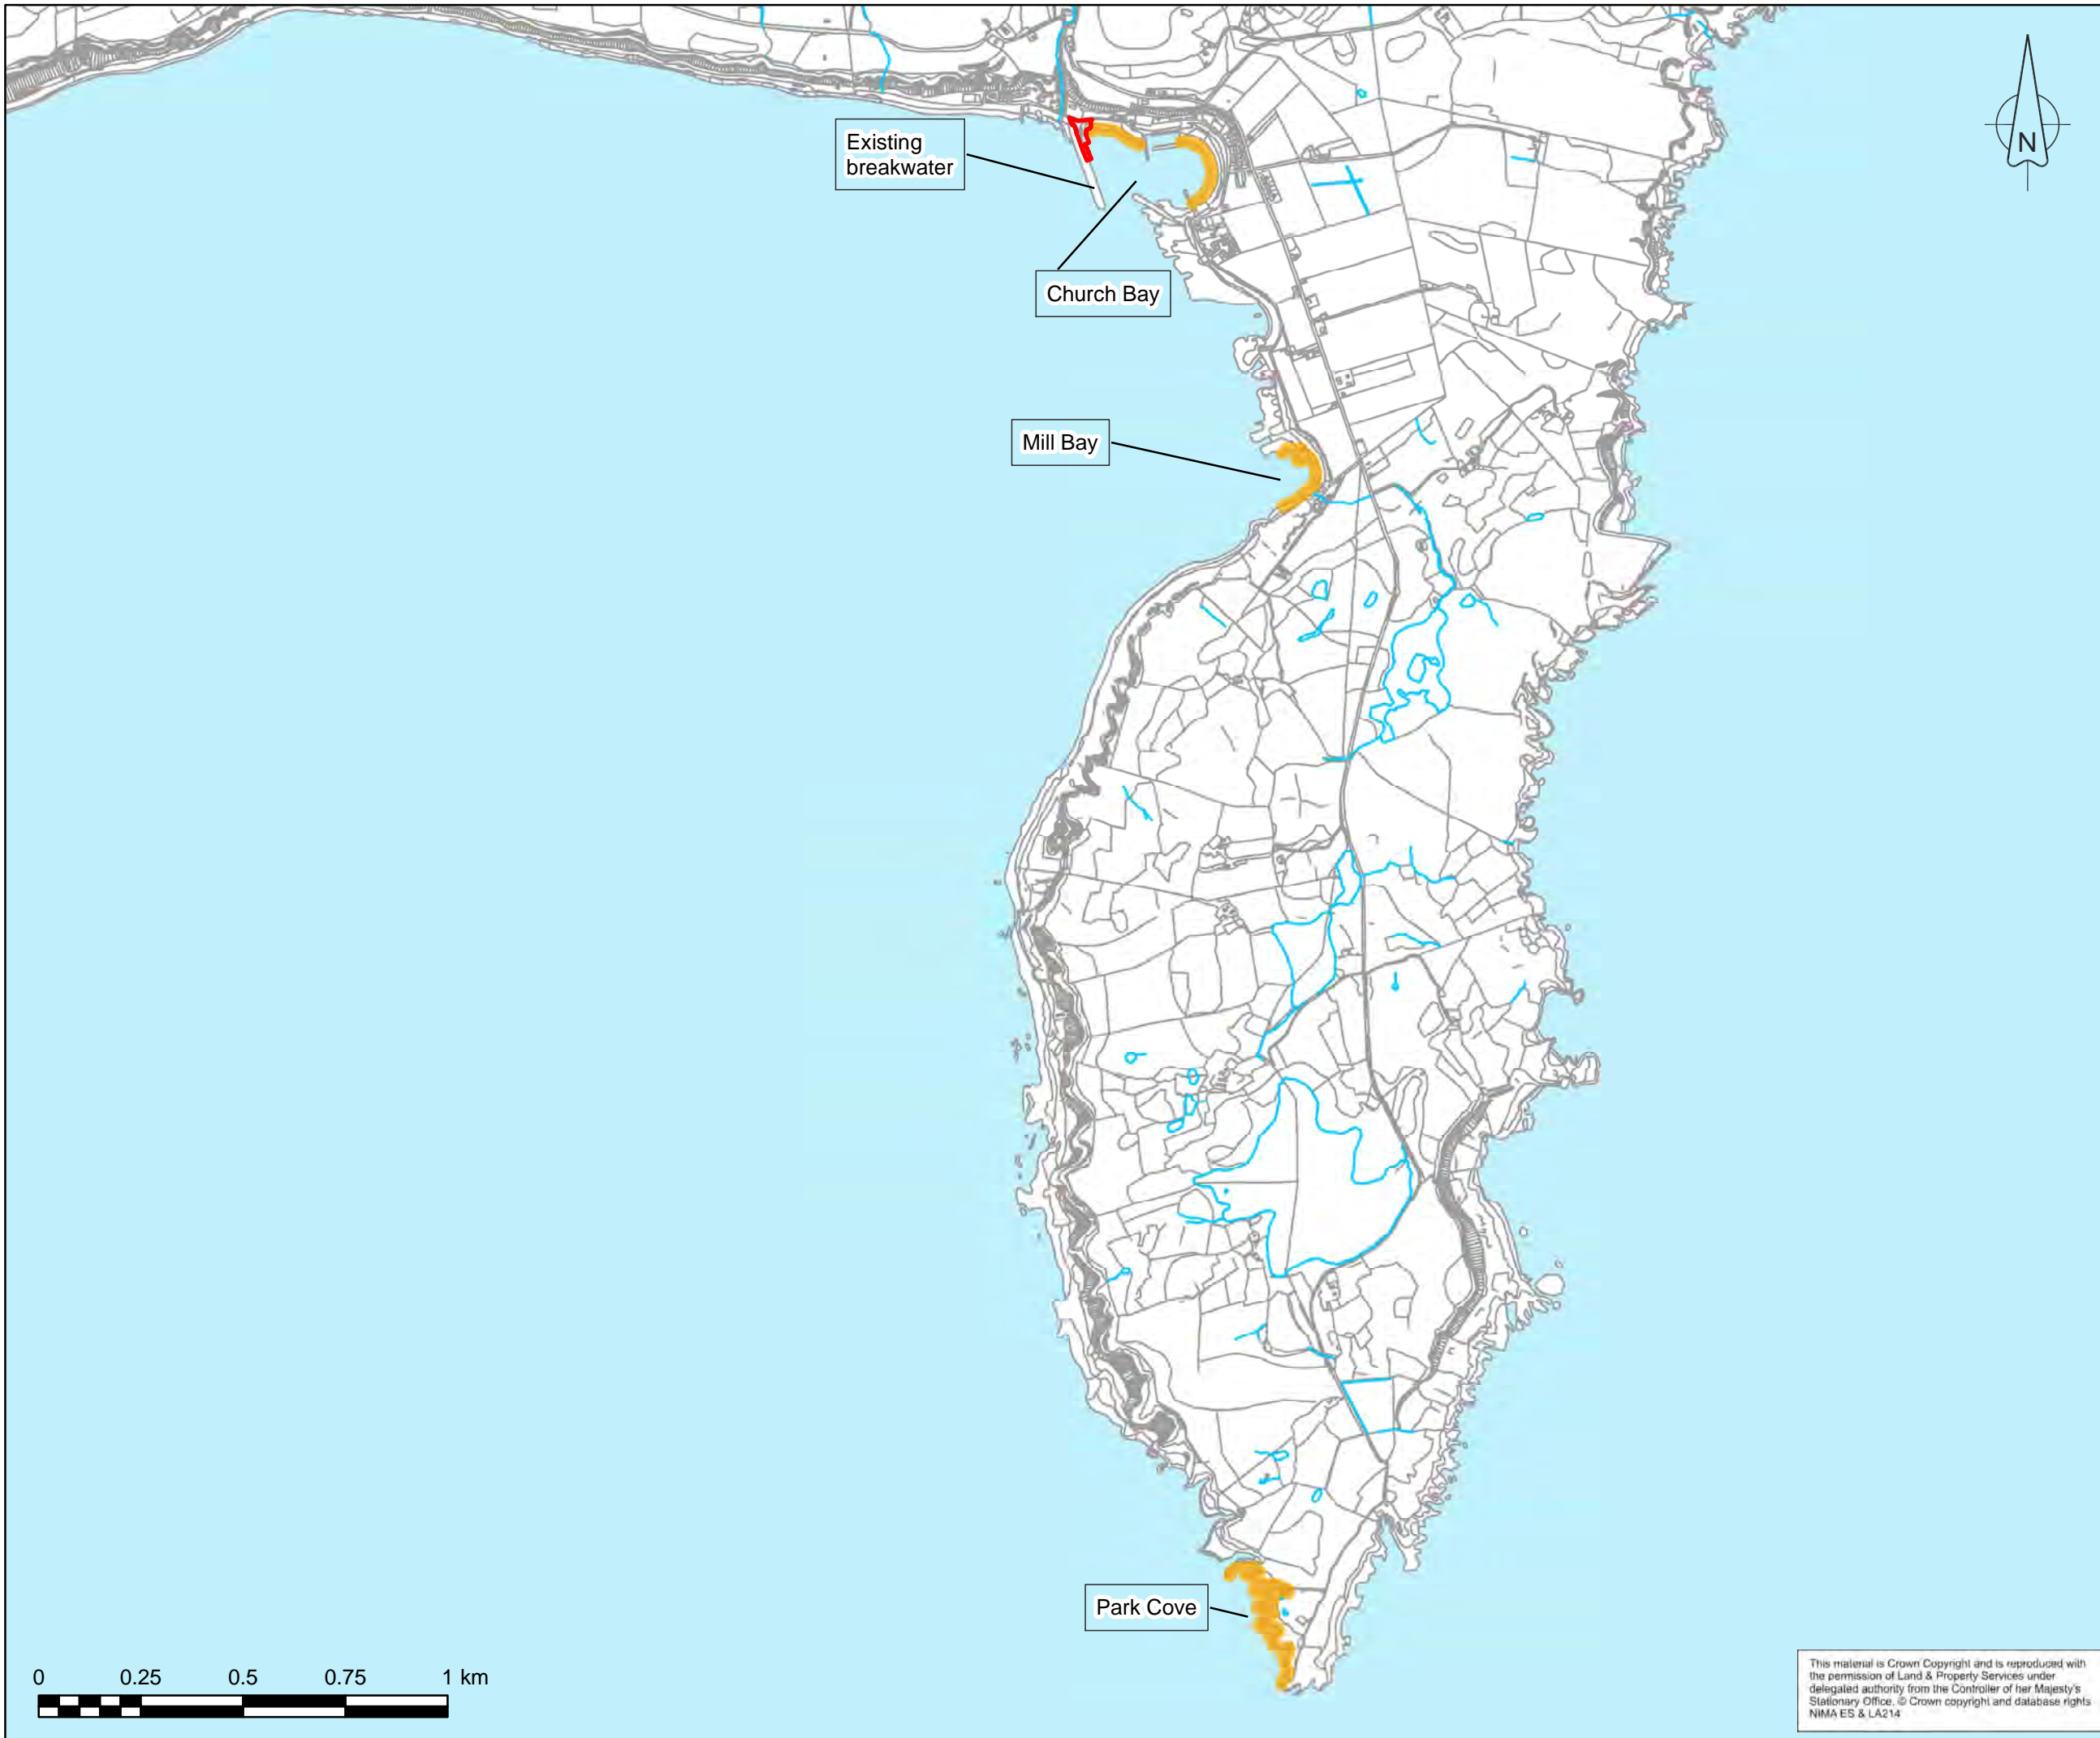 Existing
breakwater
N
Church Bay
Mill Bay
Park Cove
0 0.25 0.5 0.75 1 km
This material is Crown Copyright and is reproduced with
the permission of Land & Property Services under
delegated authority from the Controller of her Majesty's
Stationary Office, © Crown copyright and database rights
NIMA ES & LA214